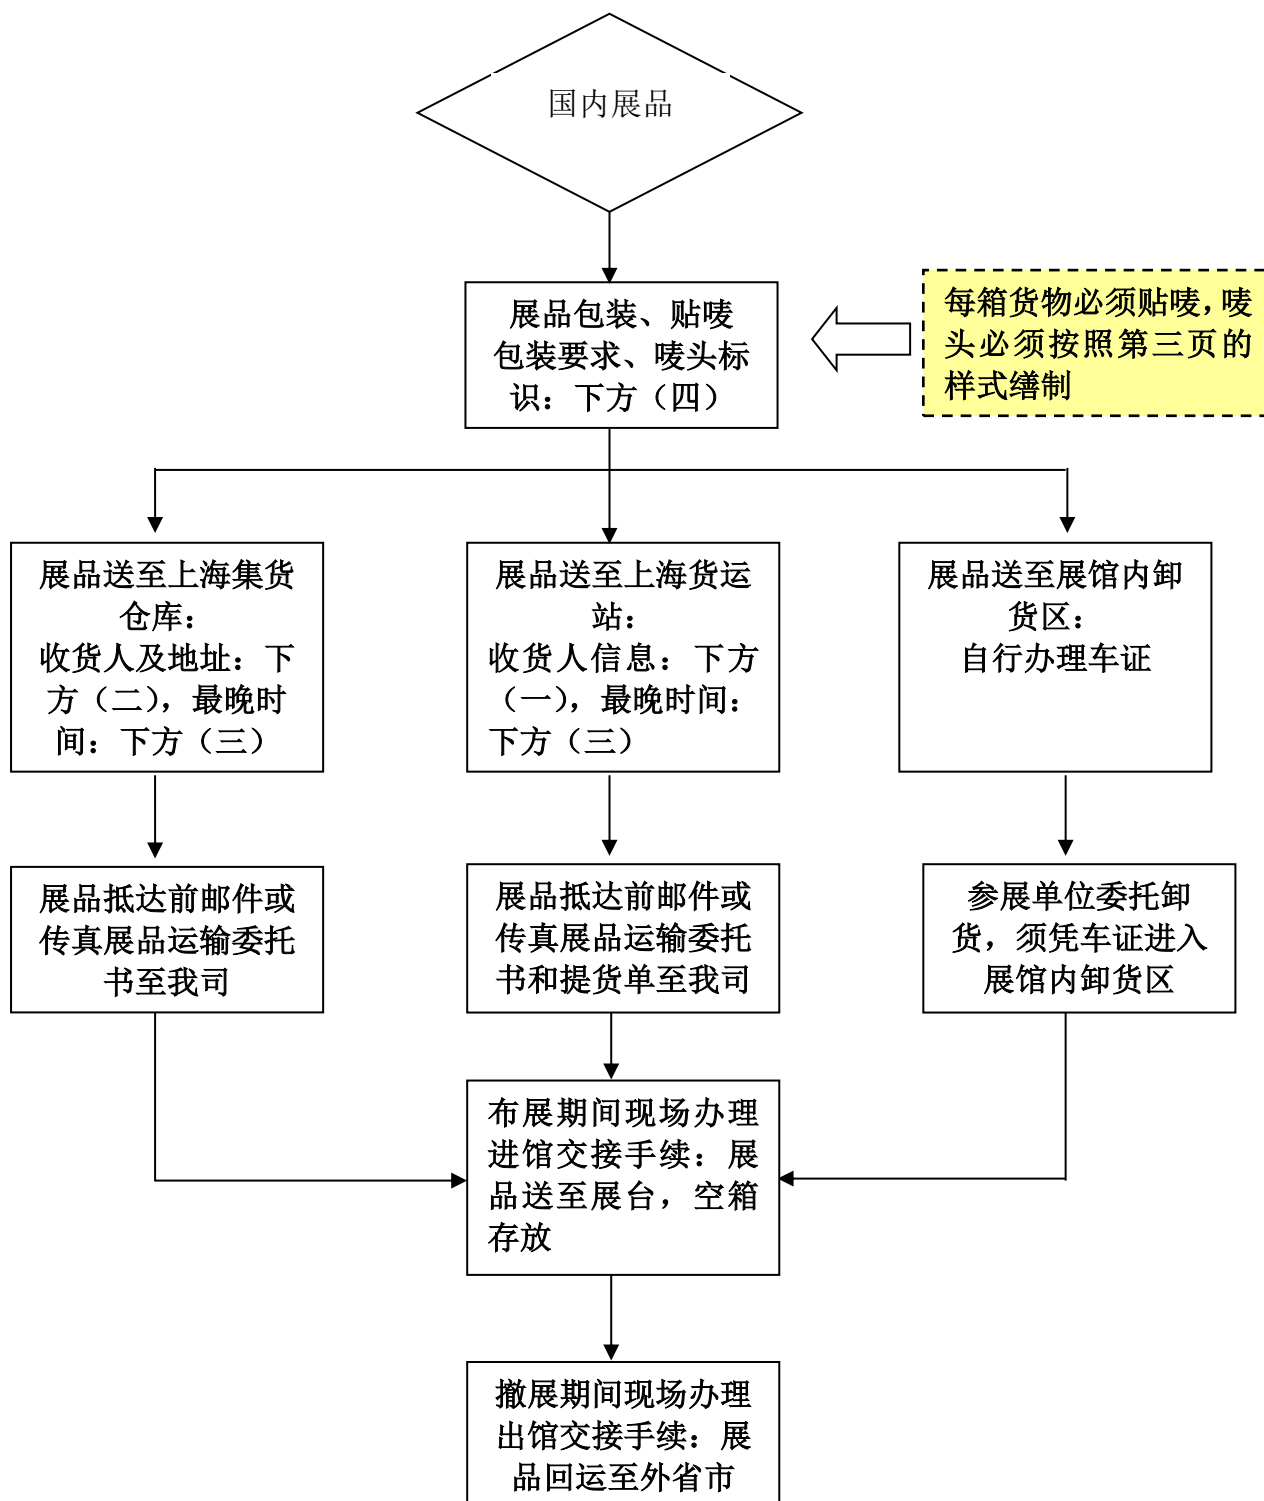 国内展品
展品包装、贴唛
包装要求、唛头标
识：下方（四）
每箱货物必须贴唛，唛
头必须按照第三页的
样式缮制
展品送至上海集货
仓库：
收货人及地址：下
方（二），最晚时
间：下方（三）
展品送至上海货运
站：
收货人信息：下方
（一），最晚时间：
下方（三）
展品送至展馆内卸
货区：
自行办理车证
展品抵达前邮件或
传真展品运输委托
书至我司
展品抵达前邮件或
传真展品运输委托
书和提货单至我司
参展单位委托卸
货，须凭车证进入
展馆内卸货区
布展期间现场办理
进馆交接手续：展
品送至展台，空箱
存放
撤展期间现场办理
出馆交接手续：展
品回运至外省市